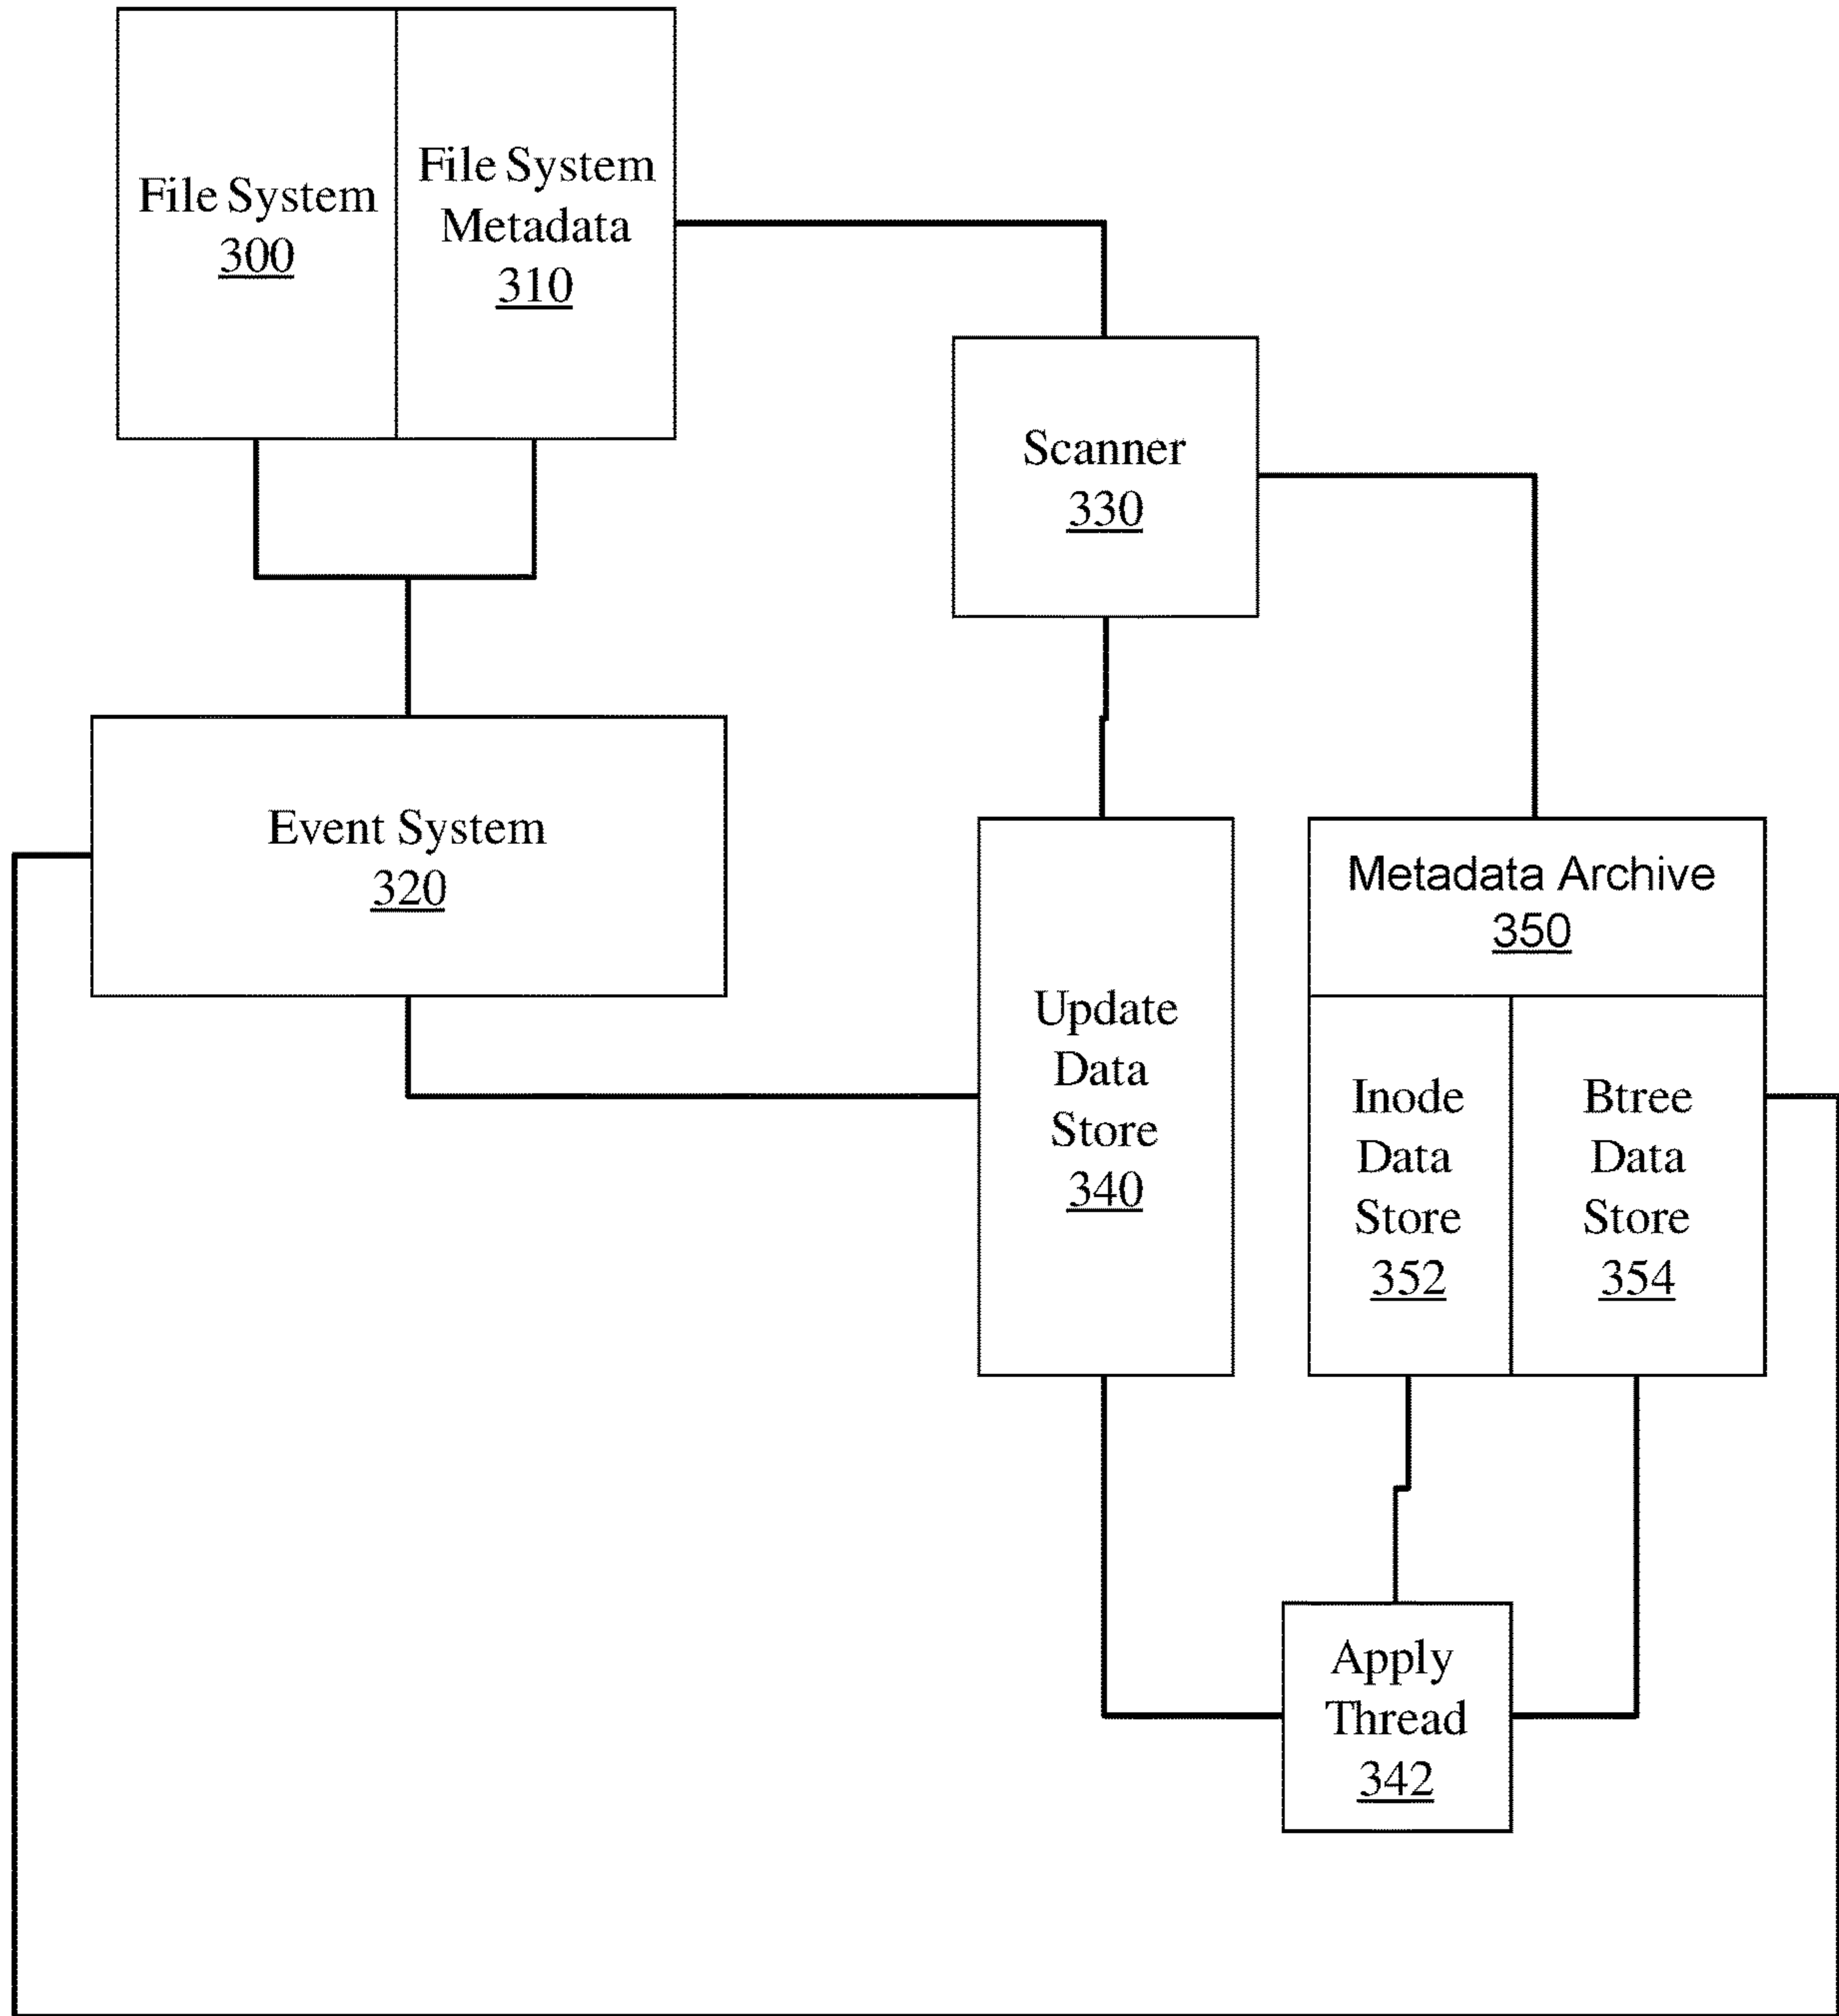 File System
300
File System
Metadata
310
Scanner
330
Event System
320
Update
Data
Store
340
Metadata Archive
350
Inode
Data
Store
352
Btree
Data
Store
354
Apply
Thread
342